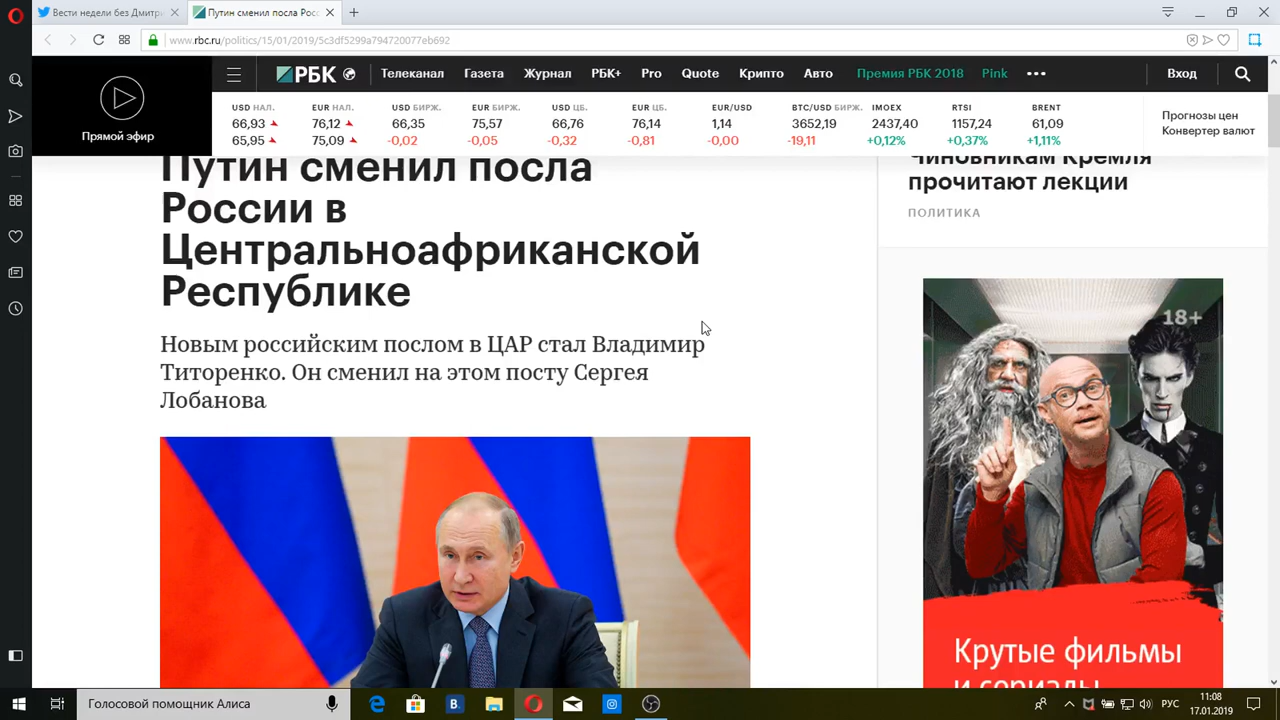 Вести недели без Дмитри
Путин сменил посла Росс
www.rbc.ru/politics/15/01/2019/5c3df5299a794720077eb692
Прямой эфир
РБК
Телеканал Газета Журнал РБК+ Pro Quote Крипто Авто Премия РБК 2018 Pink ••• Вход
USD НАЛ. EUR НАЛ. USD БИРЖ. EUR БИРЖ. USD ЦБ. EUR ЦБ. EUR/USD BTC/USD БИРЖ. IMOEX RTSI BRENT
66,93 76,12 66,35 75,57 66,76 76,14 1,14 3652,19 2437,40 1157,24 61,09
65,95 75,09 -0,02 -0,05 -0,32 -0,81 -0,00 -19,11 +0,12% +0,37% +1,11%
Прогнозы цен
Конвертер валют
Путин сменил посла
России в
Центральноафриканской
Республике
Новым российским послом в ЦАР стал Владимир
Титоренко. Он сменил на этом посту Сергея
Лобанова
чиновникам Кремля
прочитают лекции
ПОЛИТИКА
18+
Крутые фильмы
и сериалы
Голосовой помощник Алиса
РУС
11:08
17.01.2019